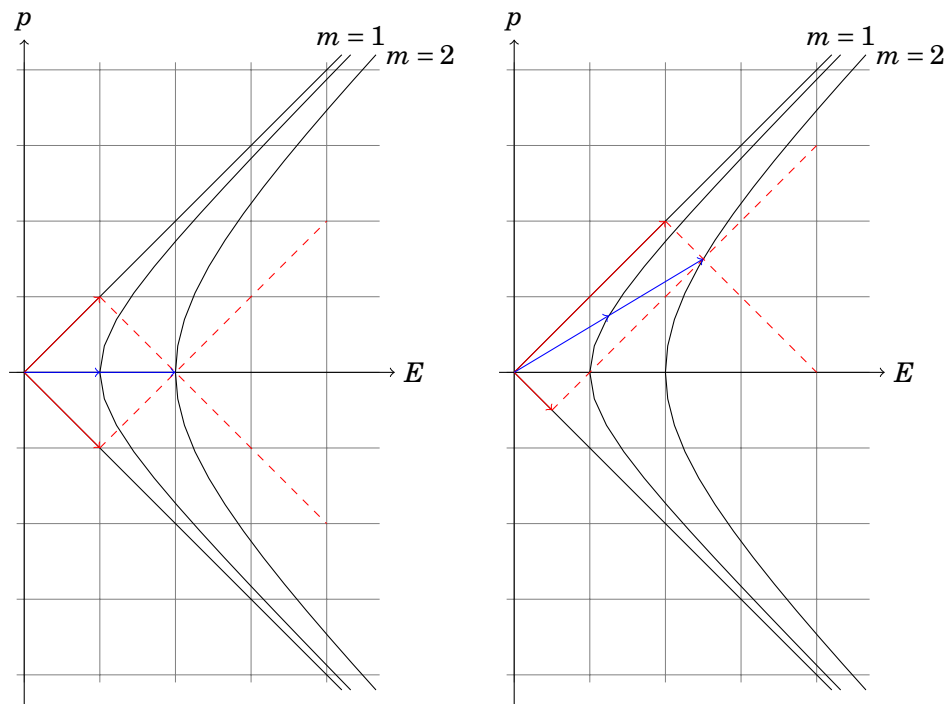 p
m = 1
m = 2
E
p
m = 1
m = 2
E